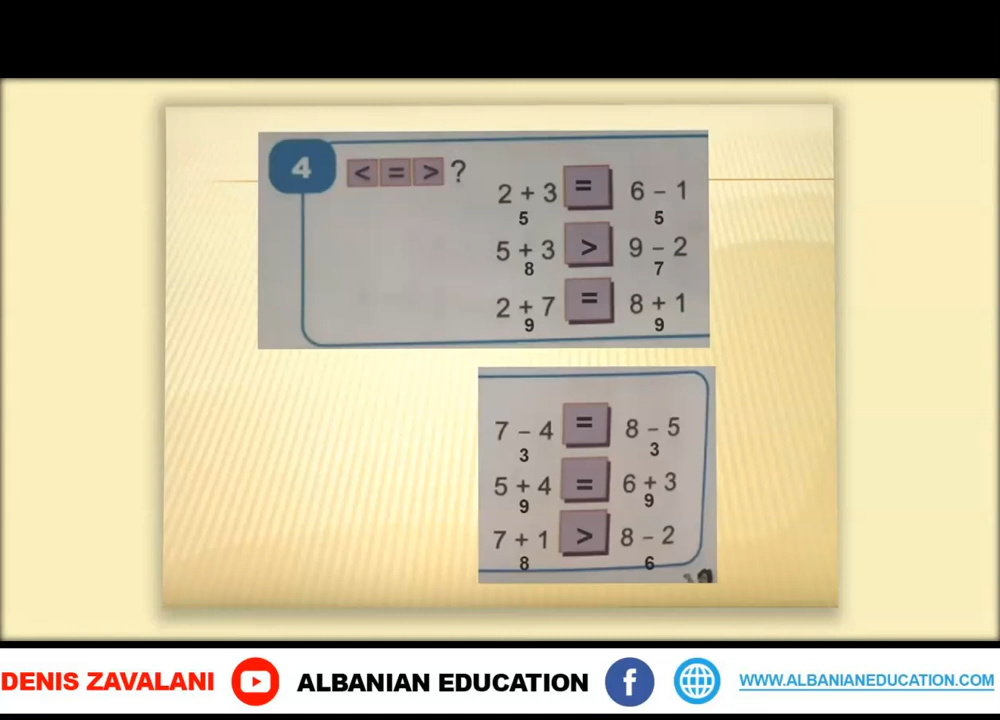 4 < = > ?
2 + 3 = 6 - 1
5 5
5 + 3 > 9 - 2
8 7
2 + 7 = 8 + 1
9 9
7 - 4 = 8 - 5
3 3
5 + 4 = 6 + 3
9 9
7 + 1 > 8 - 2
8 6
DENIS ZAVALANI ALBANIAN EDUCATION f WWW.ALBANIANEDUCATION.COM